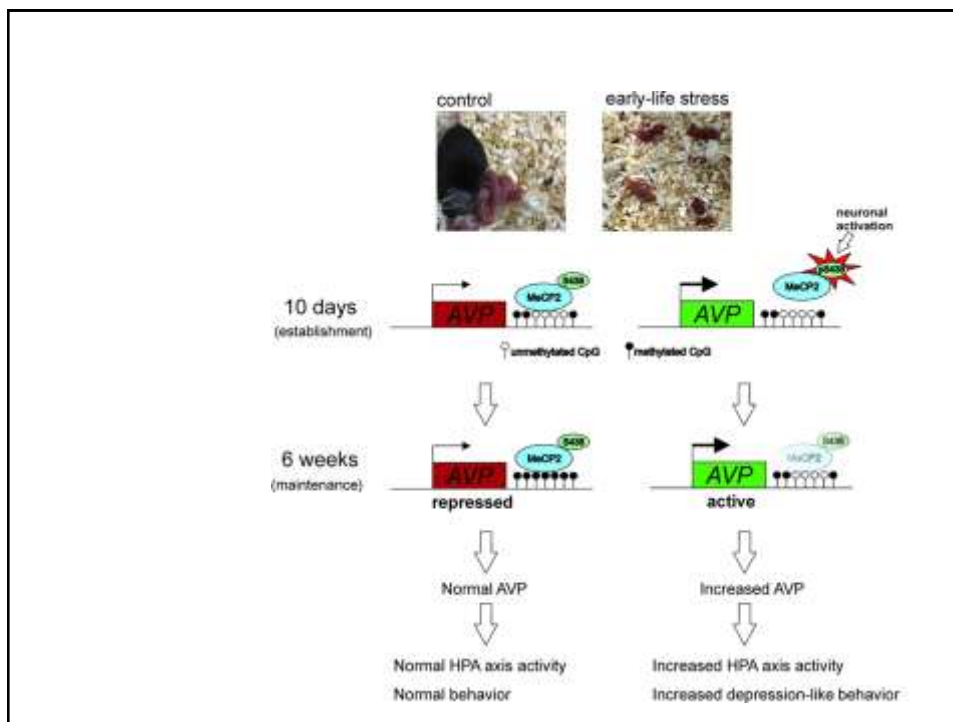 control
early-life stress
neuronal
activation
S438
pS438
MeCP2
MeCP2
10 days
(establishment)
AVP
AVP
unmethylated CpG
methylated CpG
S438
S438
MeCP2
MeCP2
6 weeks
(maintenance)
AVP
AVP
repressed
active
Normal AVP
Increased AVP
Normal HPA axis activity
Increased HPA axis activity
Normal behavior
Increased depression-like behavior